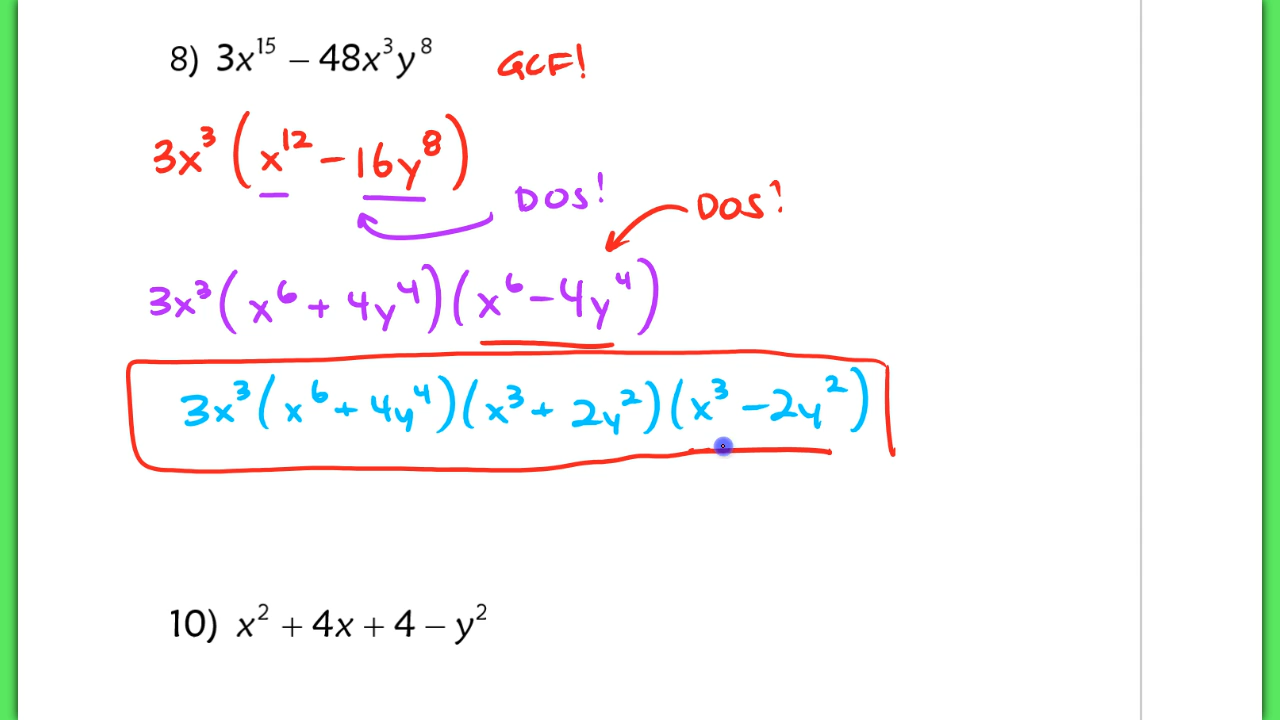 8) 3x¹⁵ − 48x³y⁸ GCF!
3x³(x¹² − 16y⁸)
DOS! DOS?
3x³(x⁶ + 4y⁴)(x⁶ − 4y⁴)
3x³(x⁶ + 4y⁴)(x³ + 2y²)(x³ − 2y²)
10) x² + 4x + 4 − y²